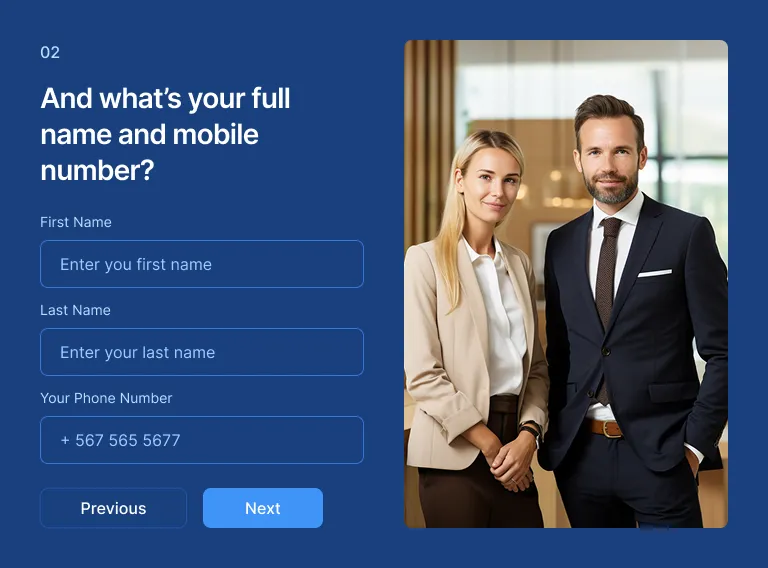 02
And what’s your full
name and mobile
number?
First Name
Enter you first name
Last Name
Enter your last name
Your Phone Number
+ 567 565 5677
Previous
Next